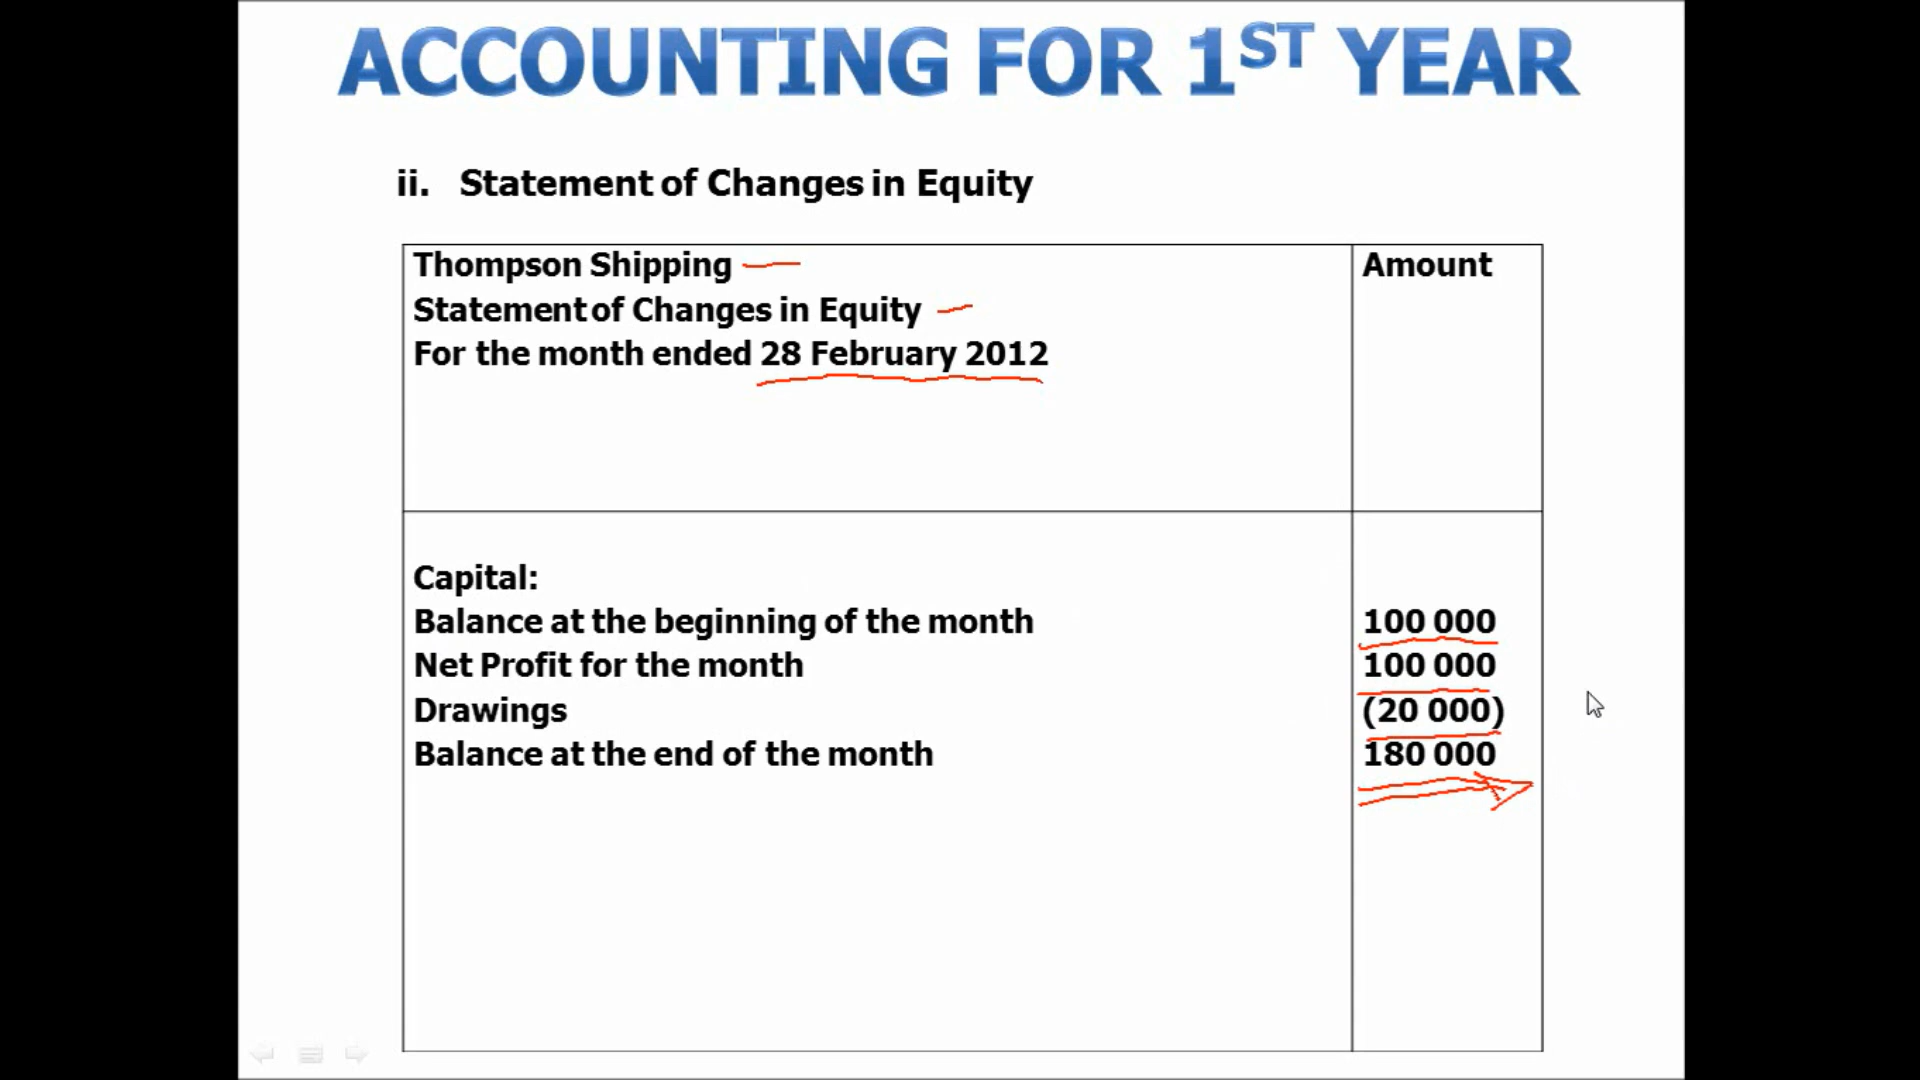 ACCOUNTING FOR 1ST YEAR
ii. Statement of Changes in Equity
Thompson Shipping
Amount
Statement of Changes in Equity
For the month ended 28 February 2012
Capital:
Balance at the beginning of the month 100 000
Net Profit for the month 100 000
Drawings (20 000)
Balance at the end of the month 180 000